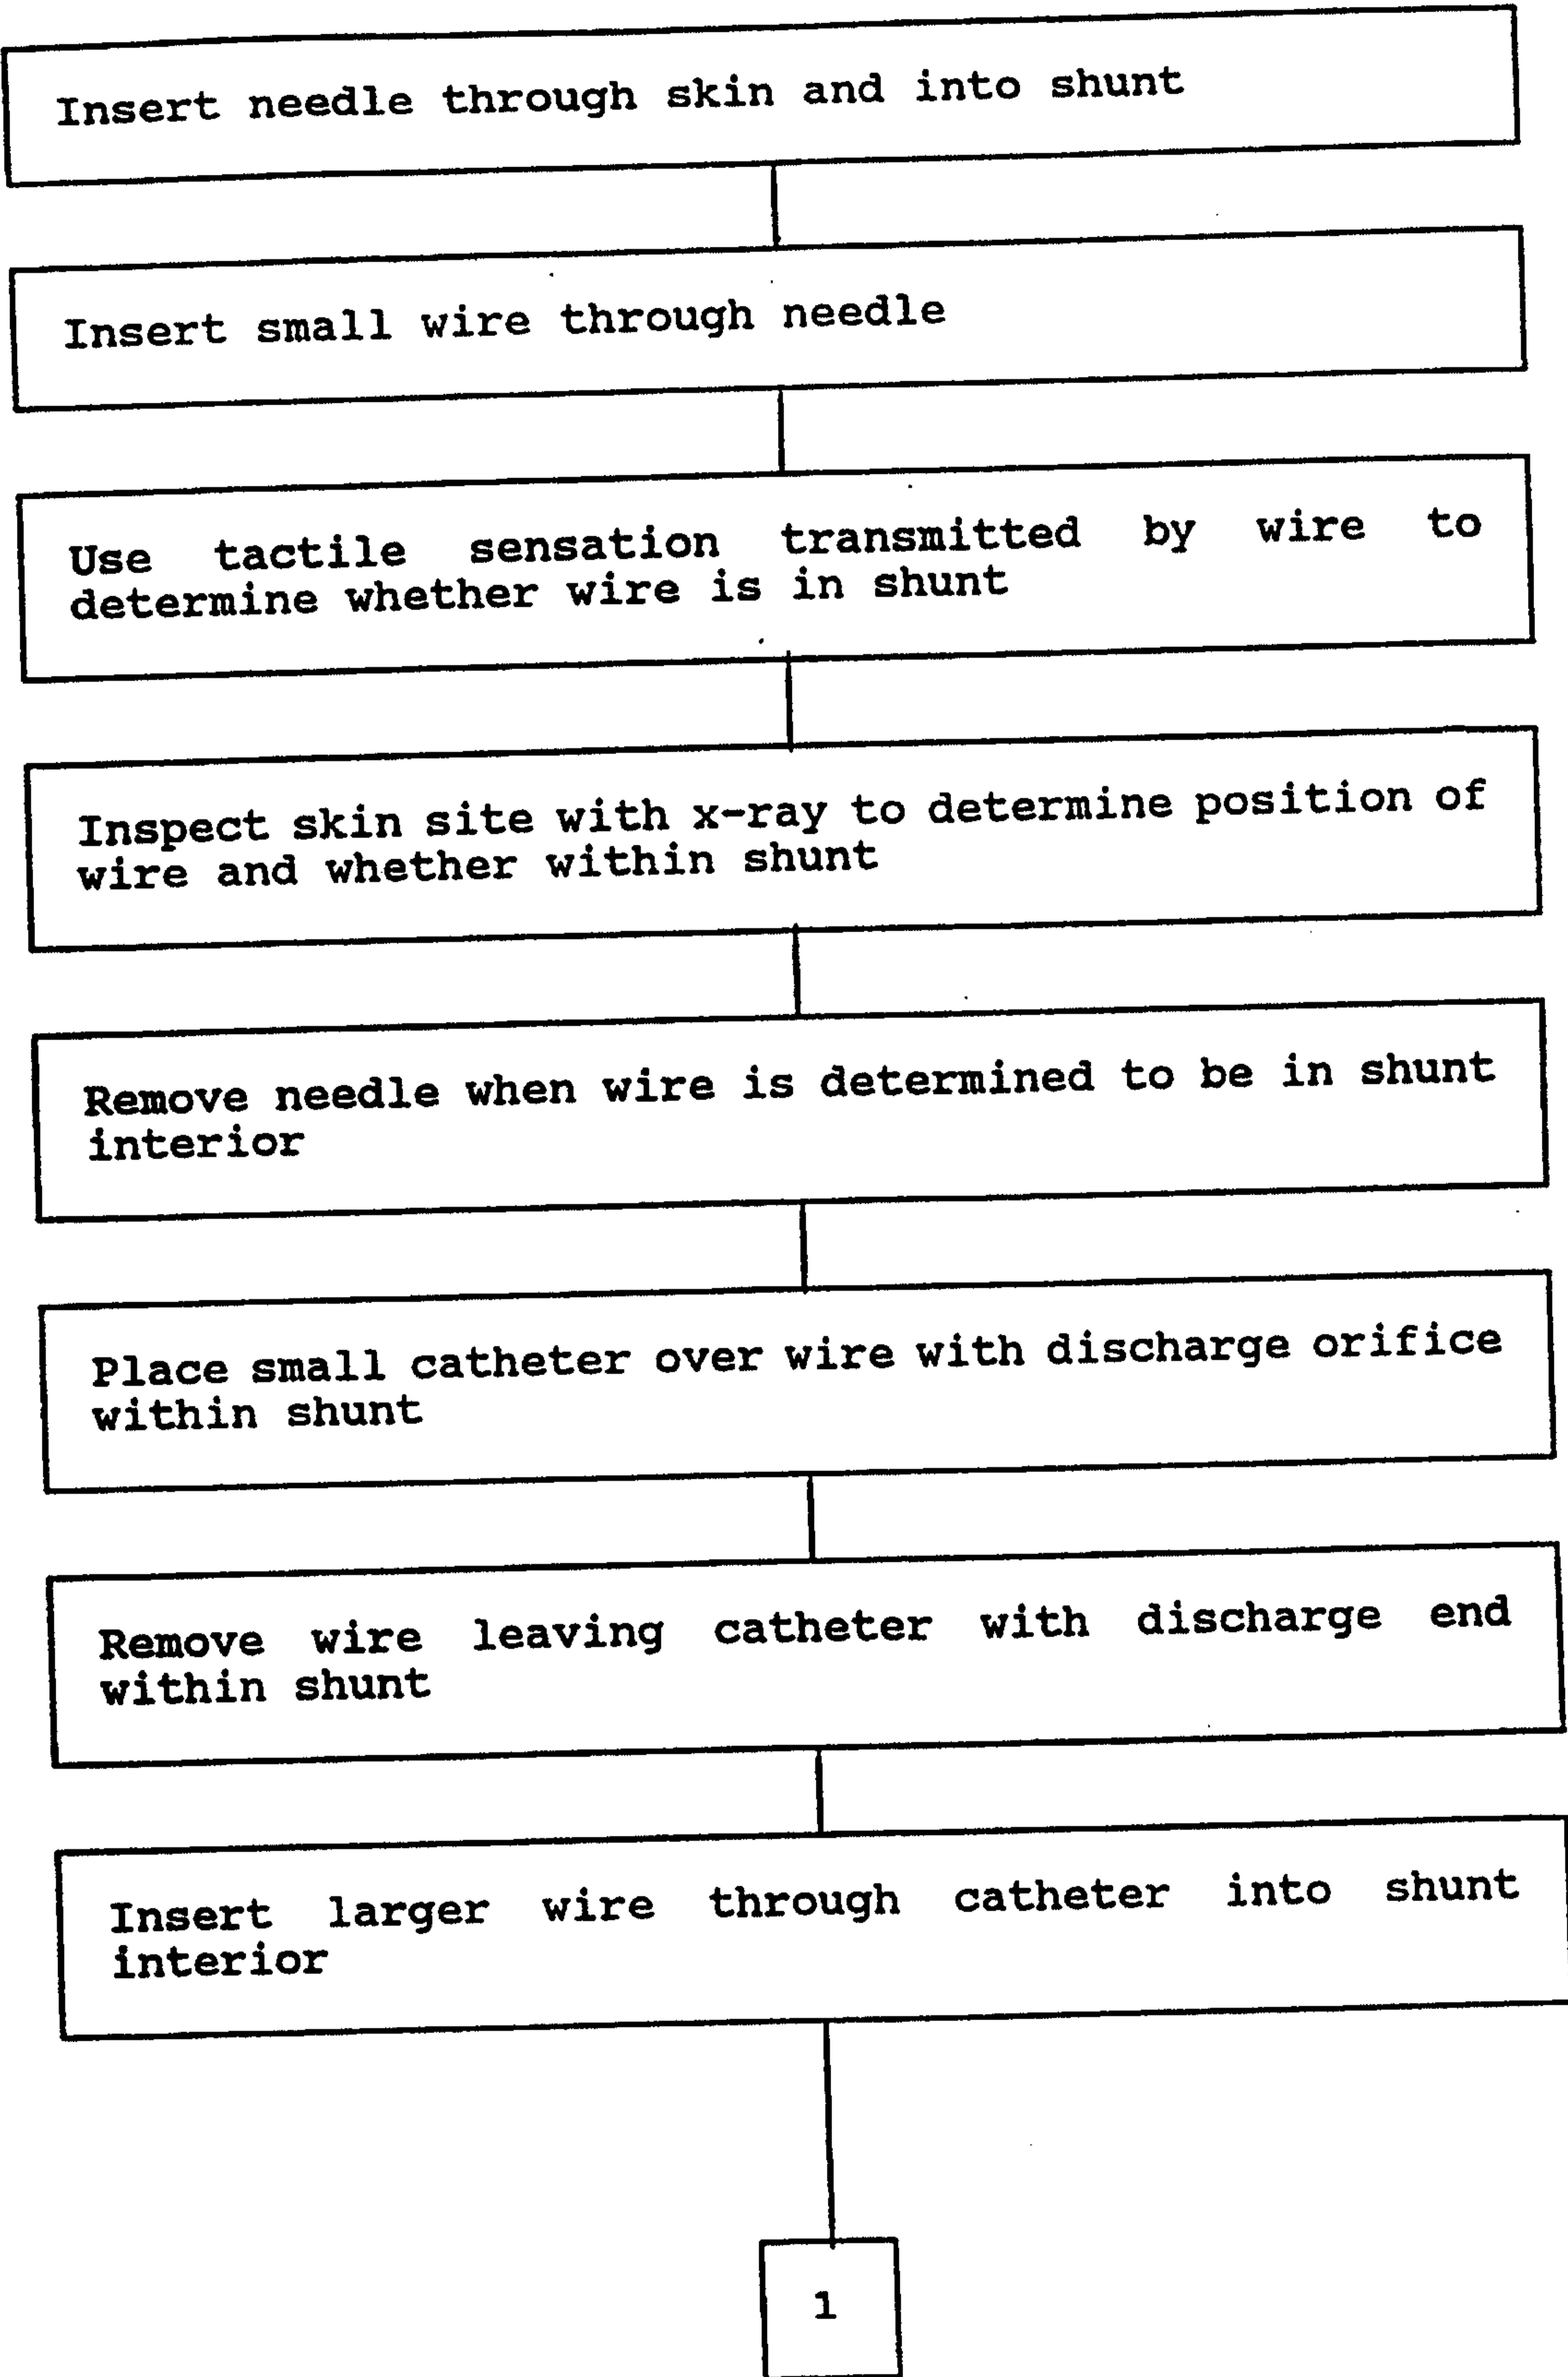 Insert needle through skin and into shunt
Insert small wire through needle
Use tactile sensation transmitted by wire to
determine whether wire is in shunt
Inspect skin site with x-ray to determine position of
wire and whether within shunt
Remove needle when wire is determined to be in shunt
interior
Place small catheter over wire with discharge orifice
within shunt
Remove wire leaving catheter with discharge end
within shunt
Insert larger wire through catheter into shunt
interior
1